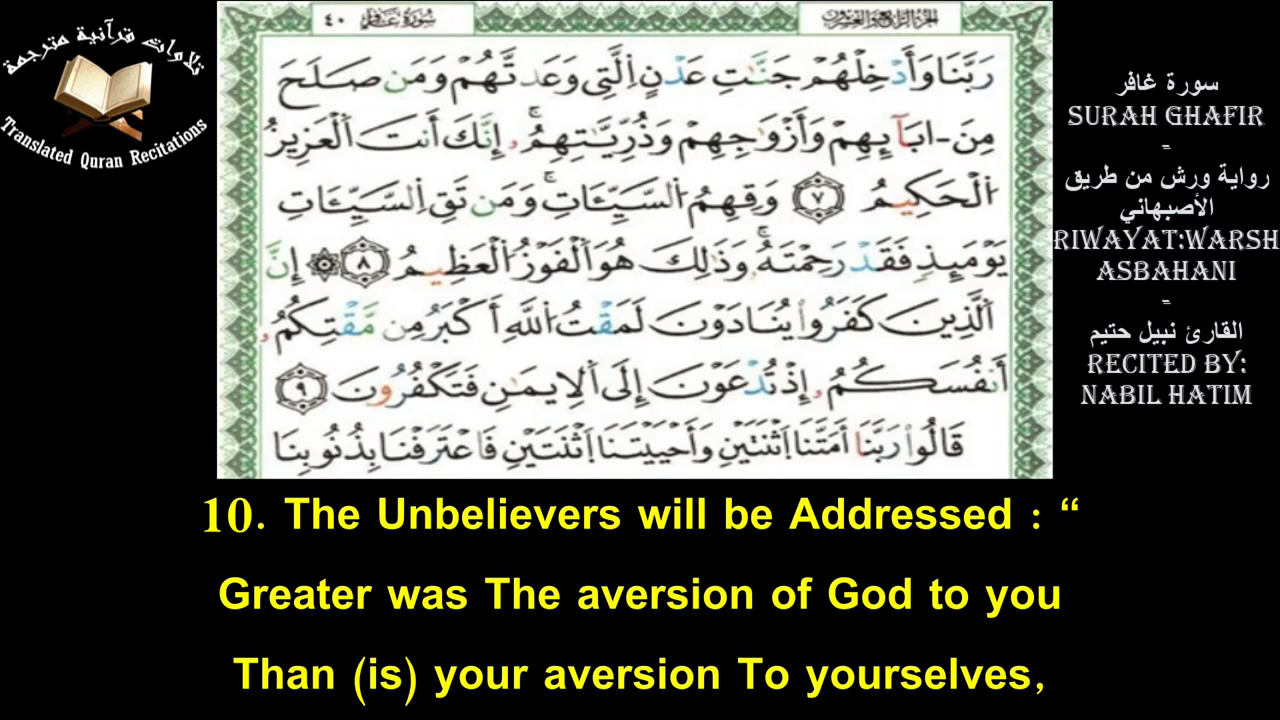 تلاوات قرآنية مترجمة
Translated Quran Recitations
سُورَةُ غَافِر ٤٠
الجزء الرابع والعشرون
رَبَّنَا وَأَدْخِلْهُمْ جَنَّٰتِ عَدْنٍ اِلَّتِي وَعَدتَّهُمْ وَمَن صَلَحَ
مِنَ ابَآئِهِمْ وَأَزْوَٰجِهِمْ وَذُرِّيَّٰتِهِمُۥ إِنَّكَ أَنتَ اَلْعَزِيزُ
اُلْحَكِيمُ ٧ وَقِهِمُ السَّيِّـَٔاتِ وَمَن تَقِ اِلسَّيِّـَٔاتِ
يَوْمَئِذٍ فَقَدْ رَحِمْتَهُۥ وَذَٰلِكَ هُوَ اَلْفَوْزُ اُلْعَظِيمُ ٨ إِنَّ
اَلَّذِينَ كَفَرُواْ يُنَادَوْنَ لَمَقْتُ اُللَّهِ أَكْبَرُ مِن مَّقْتِكُمُۥ
أَنفُسَكُمُۥ إِذْ تُدْعَوْنَ إِلَى اَلْإِيمَٰنِ فَتَكْفُرُونَ ٩
قَالُواْ رَبَّنَا أَمَتَّنَا اَثْنَتَيْنِ وَأَحْيَيْتَنَا اَثْنَتَيْنِ فَاعْتَرَفْنَا بِذُنُوبِنَا
سورة غافر
SURAH GHAFIR
-
رواية ورش من طريق
الأصبهاني
RIWAYAT:WARSH
ASBAHANI
-
القارئ نبيل حتيم
RECITED BY:
NABIL HATIM
10. The Unbelievers will be Addressed : “
Greater was The aversion of God to you
Than (is) your aversion To yourselves,